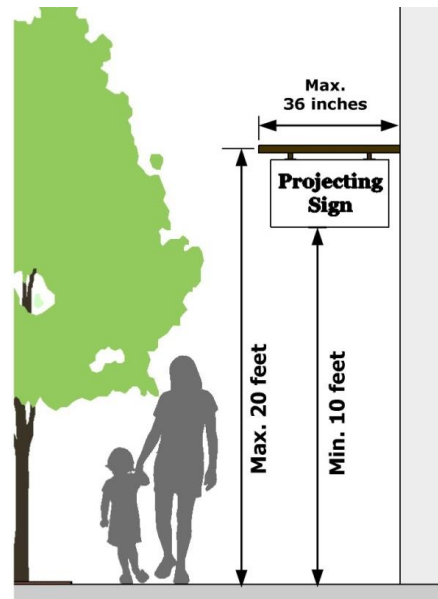 Max.
36 inches
Projecting
Sign
Max. 20 feet
Min. 10 feet